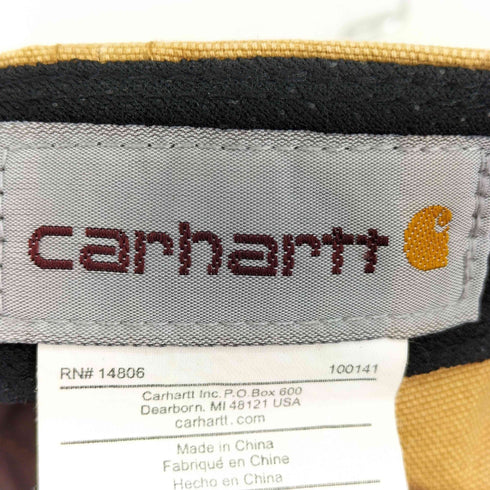 carhartt
RN# 14806 100141
Carhartt Inc. P.O. Box 600
Dearborn, MI 48121 USA
carhartt.com
Made in China
Fabriqué en Chine
Hecho en China